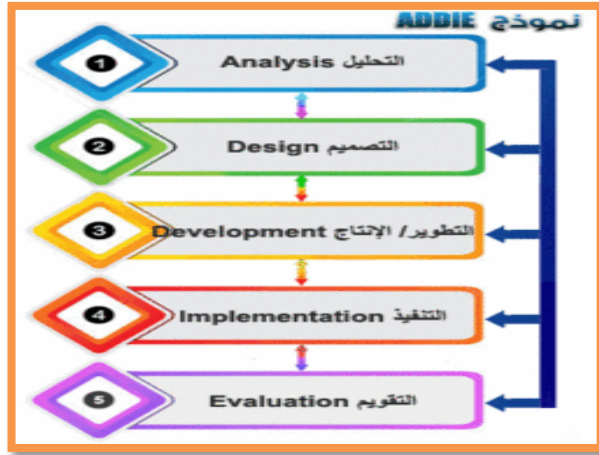 نموذج ADDIE
1
التحليل Analysis
2
التصميم Design
3
التطوير/ الإنتاج Development
4
التنفيذ Implementation
5
التقويم Evaluation